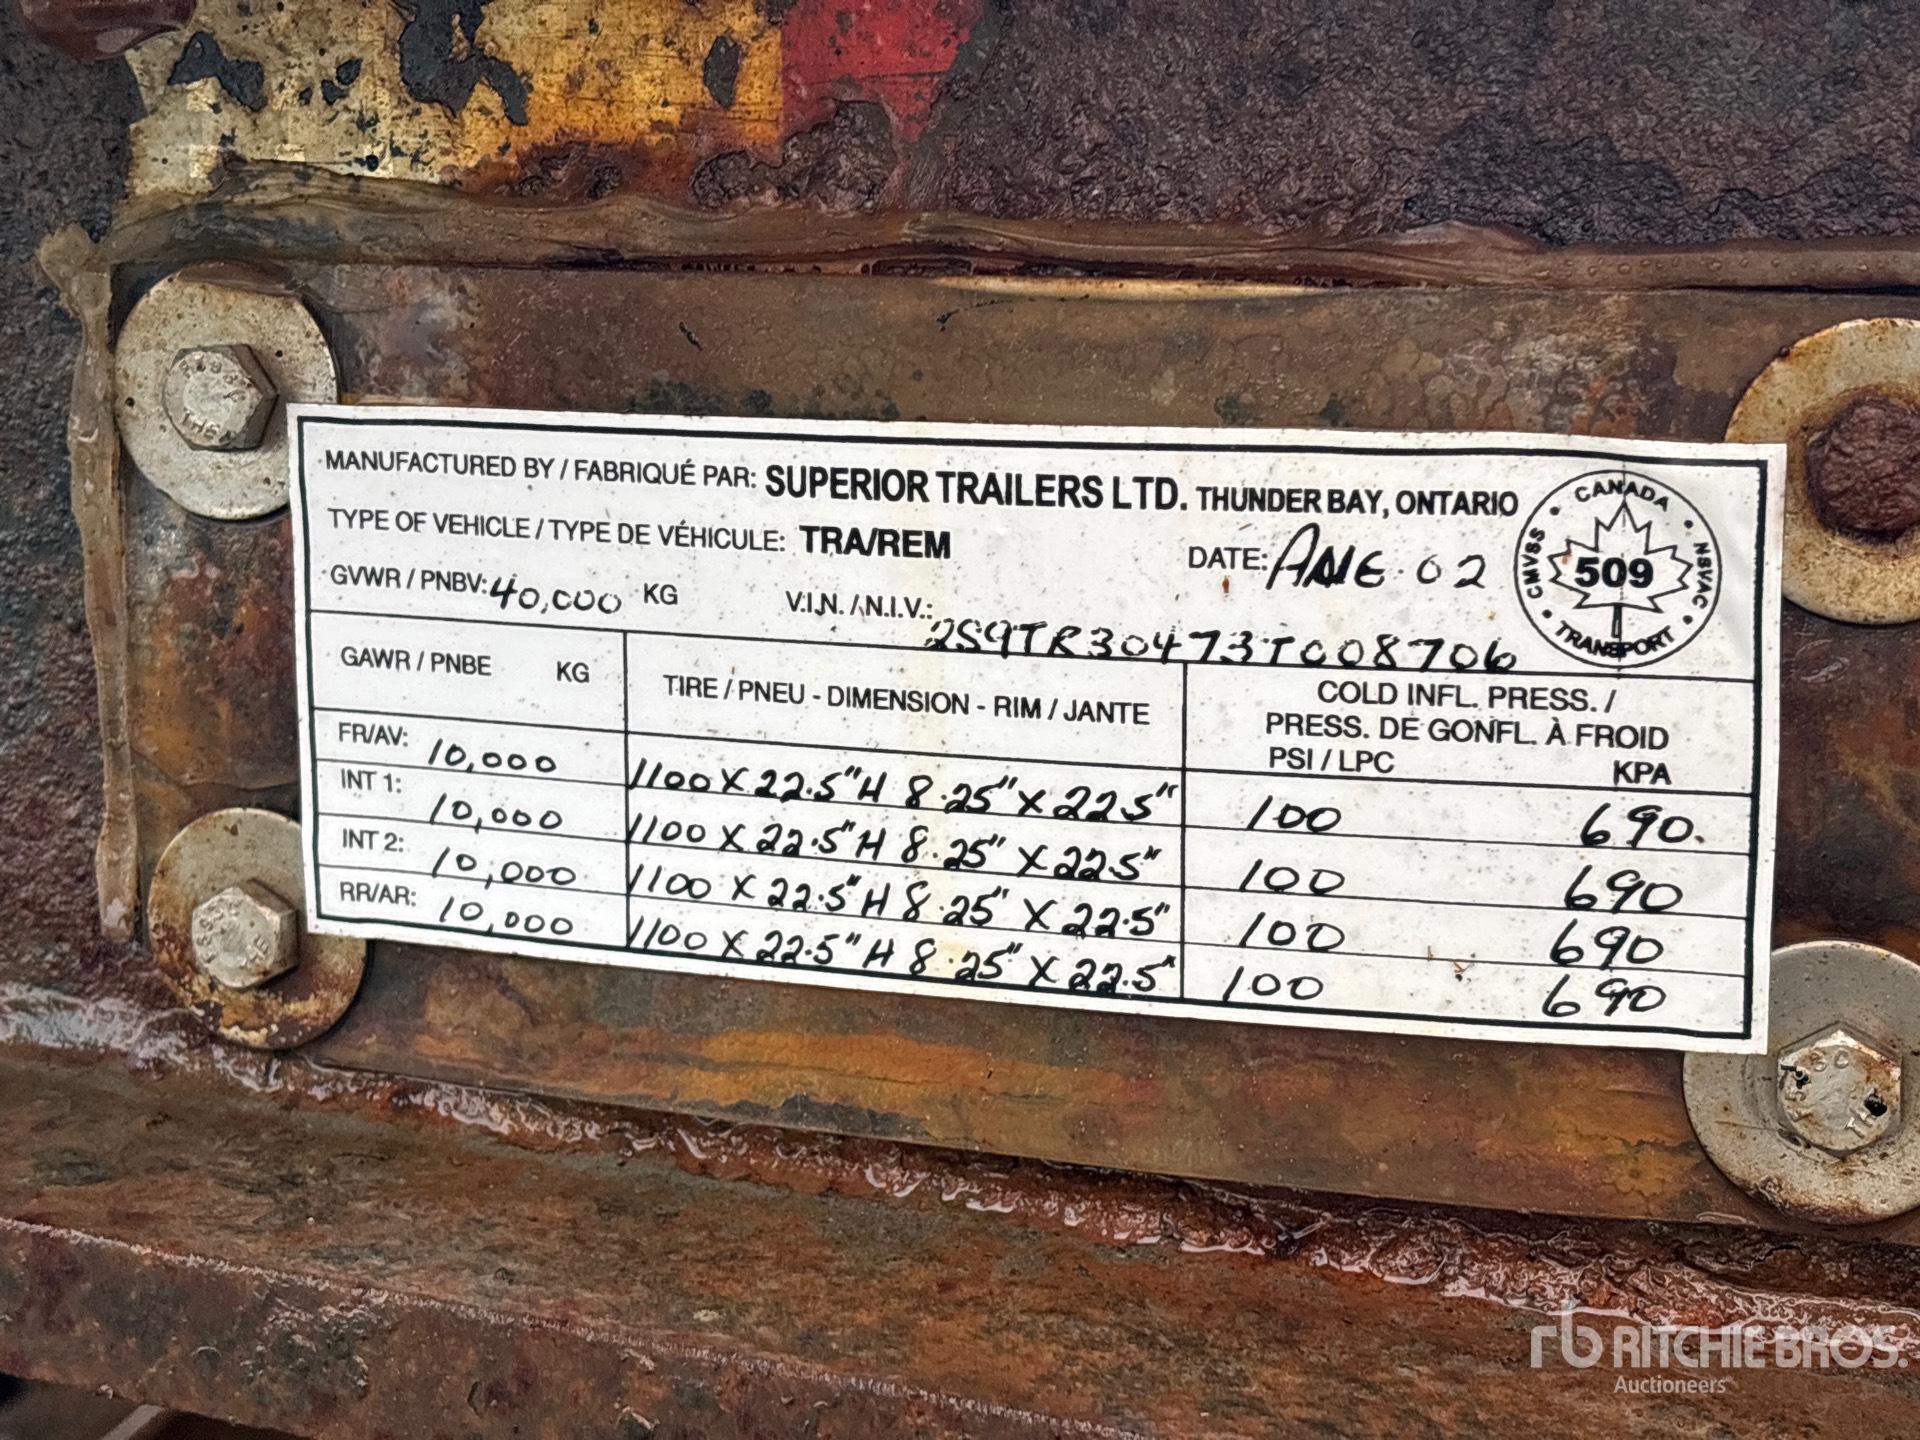 MANUFACTURED BY / FABRIQUÉ PAR: SUPERIOR TRAILERS LTD. THUNDER BAY, ONTARIO
TYPE OF VEHICLE / TYPE DE VÉHICULE: TRA/REM DATE: 02
GVWR / PNBV: 40,000 KG V.I.N. / N.I.V.: 2S9TR30473T008706
CANADA
CMVSS 509 NSVAC
TRANSPORT
GAWR / PNBE KG TIRE / PNEU - DIMENSION - RIM / JANTE COLD INFL. PRESS. /
PRESS. DE GONFL. À FROID
PSI / LPC KPA
FR/AV: 10,000 1100 X 22.5" H 8.25" X 22.5" 100 690.
INT 1: 10,000 1100 X 22.5" H 8.25" X 22.5" 100 690
INT 2: 10,000 1100 X 22.5" H 8.25" X 22.5" 100 690
RR/AR: 10,000 1100 X 22.5" H 8.25" X 22.5" 100 690
rb RITCHIE BROS.
Auctioneers